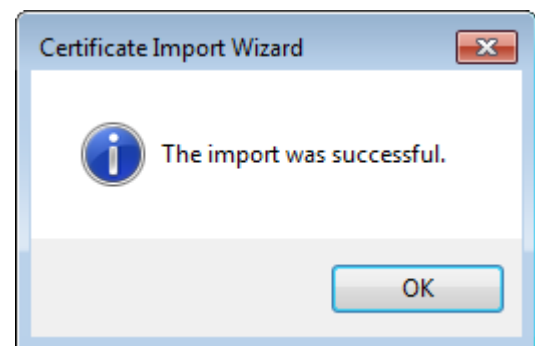 Certificate Import Wizard
The import was successful.
OK